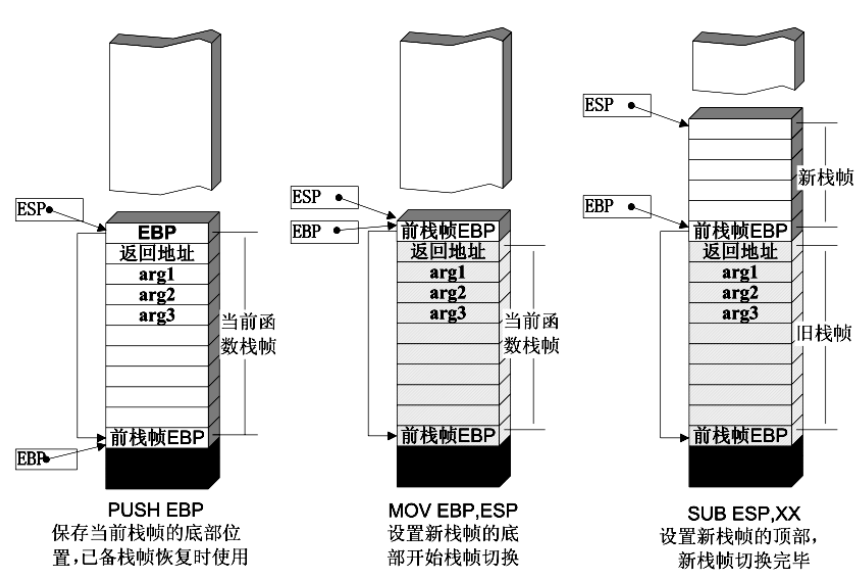 ESP
EBP
返回地址
arg1
arg2
arg3
当前函
数栈帧
前栈帧EBP
EBP
PUSH EBP
保存当前栈帧的底部位
置,已备栈帧恢复时使用
ESP
EBP
前栈帧EBP
返回地址
arg1
arg2
arg3
当前函
数栈帧
前栈帧EBP
MOV EBP,ESP
设置新栈帧的底
部开始栈帧切换
ESP
新栈帧
EBP
前栈帧EBP
返回地址
arg1
arg2
arg3
旧栈帧
前栈帧EBP
SUB ESP,XX
设置新栈帧的顶部,
新栈帧切换完毕